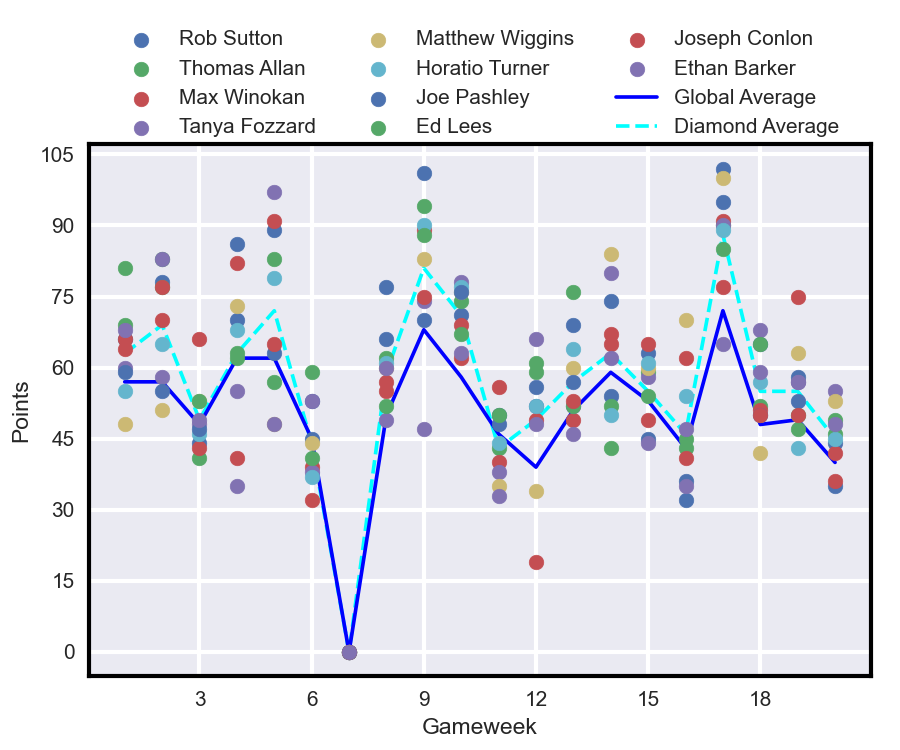 Rob Sutton
Thomas Allan
Max Winokan
Tanya Fozzard
Matthew Wiggins
Horatio Turner
Joe Pashley
Ed Lees
Joseph Conlon
Ethan Barker
Global Average
Diamond Average
105
90
75
60
45
30
15
0
Points
3 6 9 12 15 18
Gameweek